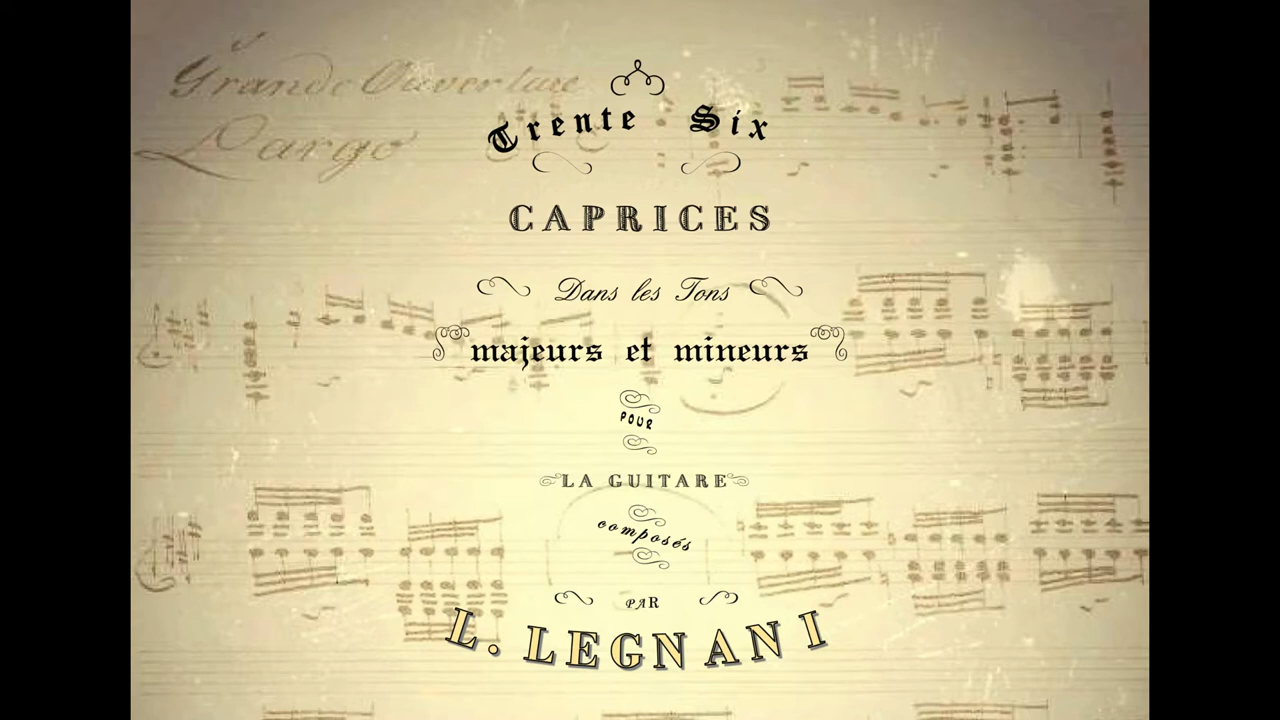 Grande Ouverture
Largo
Trente Six
CAPRICES
Dans les Tons
majeurs et mineurs
POUR
LA GUITARE
composés
PAR
L. LEGNANI